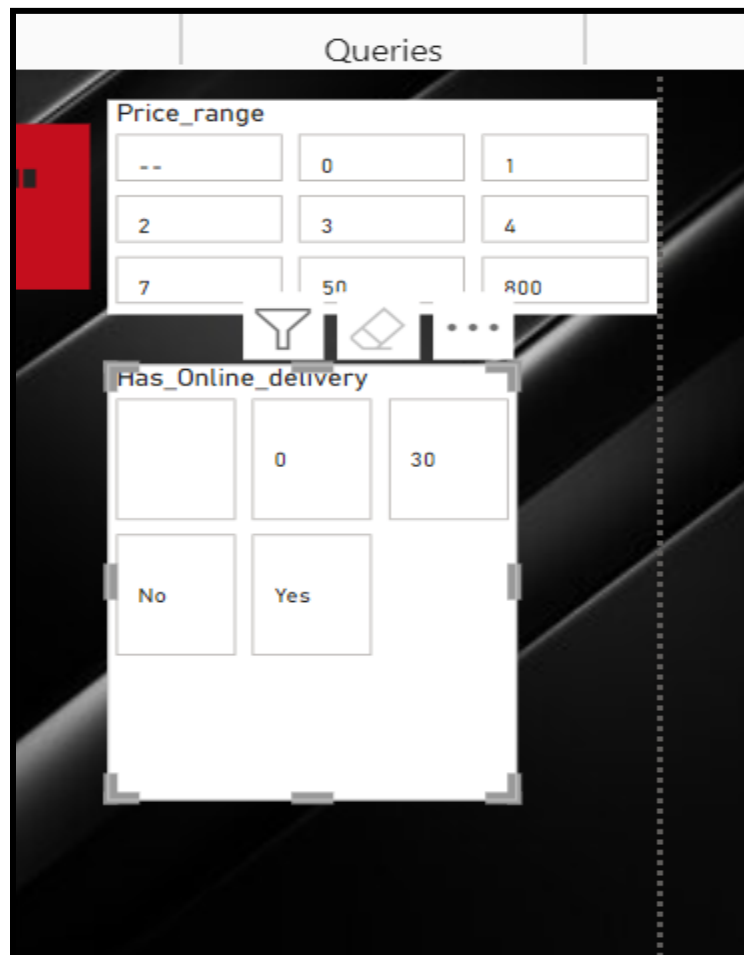 Queries
Price_range
-- 0 1
2 3 4
7 50 800
Has_Online_delivery
0 30
No Yes